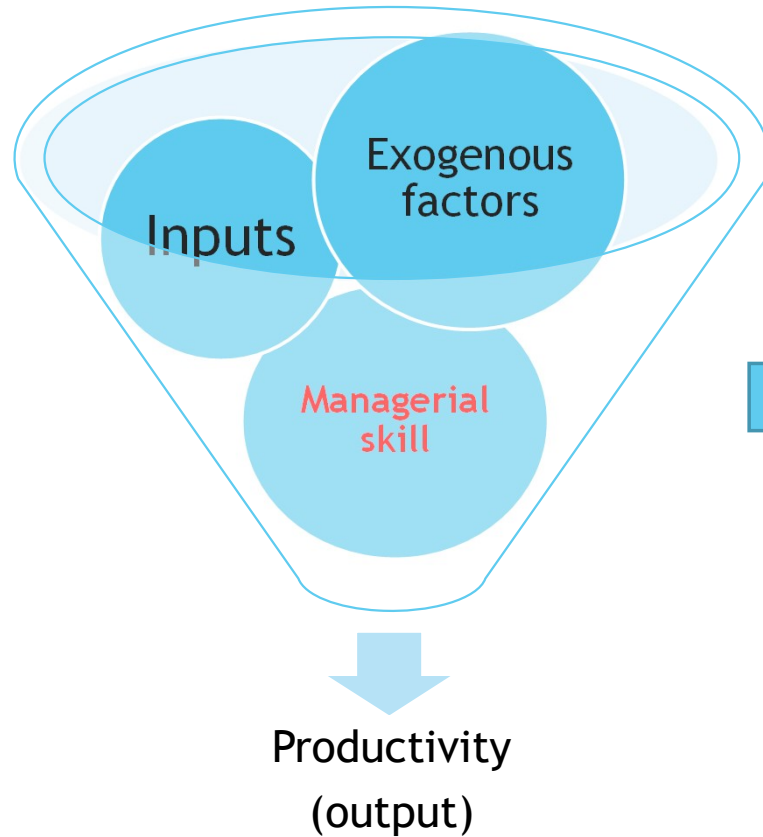 Exogenous
factors
Inputs
Managerial
skill
Productivity
(output)